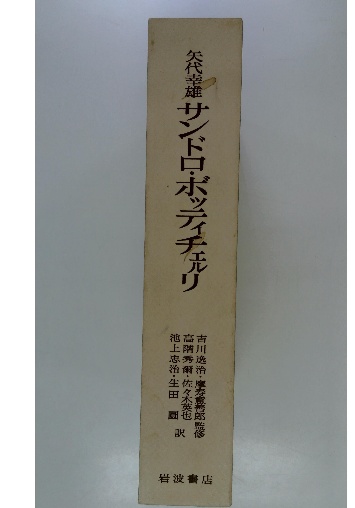 矢代幸雄
サンドロ・ボッティチェルリ
吉川逸治・摩寿意善郎監修
高階秀爾・佐々木英也
池上忠治・生田圓訳
岩波書店